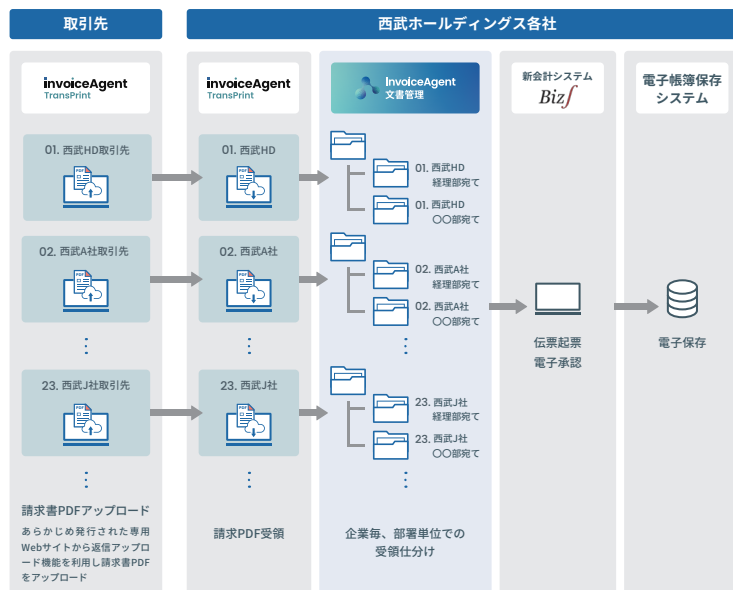 取引先
西武ホールディングス各社
invoiceAgent
TransPrint
invoiceAgent
TransPrint
invoiceAgent
文書管理
新会計システム
Biz∫
電子帳簿保存
システム
01. 西武HD取引先
PDF
01. 西武HD
PDF
01. 西武HD
経理部宛て
01. 西武HD
〇〇部宛て
02. 西武A社取引先
PDF
02. 西武A社
PDF
02. 西武A社
経理部宛て
02. 西武A社
〇〇部宛て
伝票起票
電子承認
電子保存
23. 西武J社取引先
PDF
23. 西武J社
PDF
23. 西武J社
経理部宛て
23. 西武J社
〇〇部宛て
請求書PDFアップロード
あらかじめ発行された専用
Webサイトから返信アップロ
ード機能を利用し請求書PDF
をアップロード
請求PDF受領
企業毎、部署単位での
受領仕分け